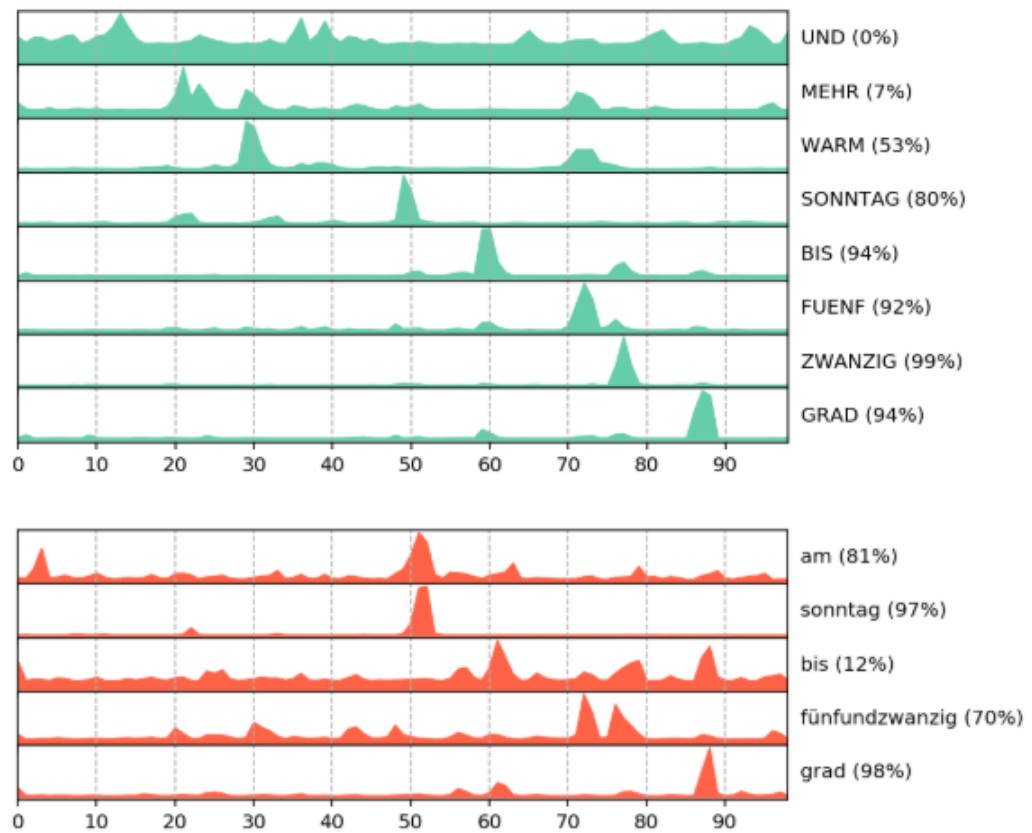 UND (0%)
MEHR (7%)
WARM (53%)
SONNTAG (80%)
BIS (94%)
FUENF (92%)
ZWANZIG (99%)
GRAD (94%)
0 10 20 30 40 50 60 70 80 90
am (81%)
sonntag (97%)
bis (12%)
fünfundzwanzig (70%)
grad (98%)
0 10 20 30 40 50 60 70 80 90